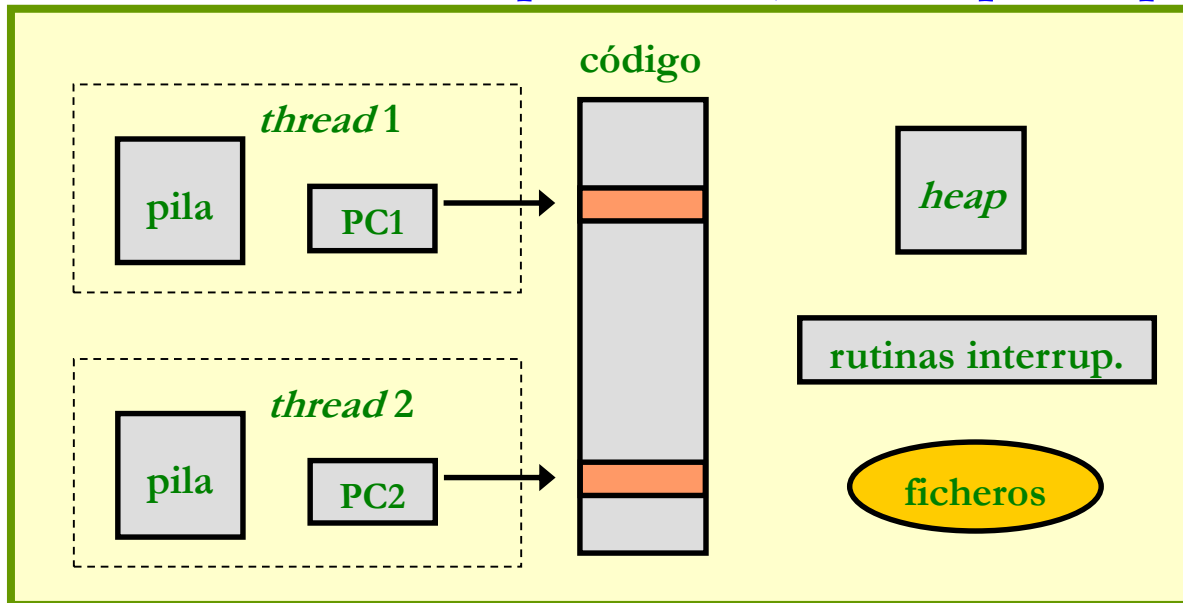 código
thread 1
pila
PC1
heap
rutinas interrup.
thread 2
pila
PC2
ficheros